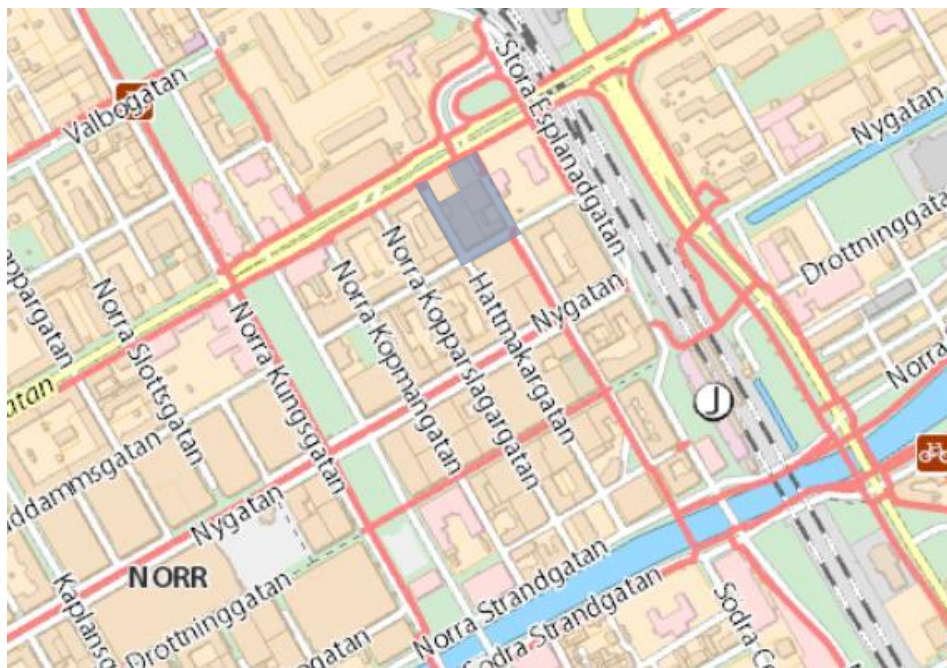 Stora Esplanadgatan
Valbogatan
Nygatan
Drottninggatan
Norra Slottsgatan
Norra Kungsgatan
Norra Kopmangatan
Norra Kopparslagargatan
Hattmakargatan
Nygatan
Norra
Nygatan
NORR
Drottninggatan
Norra Strandgatan
Södra Strandgatan
J